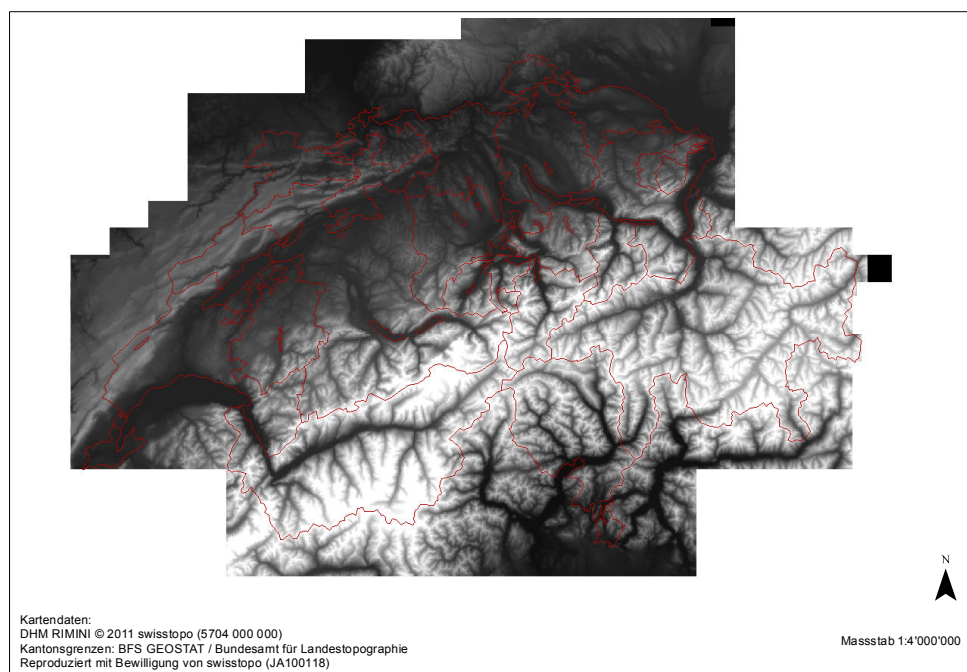 N
Kartendaten:
DHM RIMINI © 2011 swisstopo (5704 000 000)
Kantonsgrenzen: BFS GEOSTAT / Bundesamt für Landestopographie
Reproduziert mit Bewilligung von swisstopo (JA100118)
Massstab 1:4'000'000